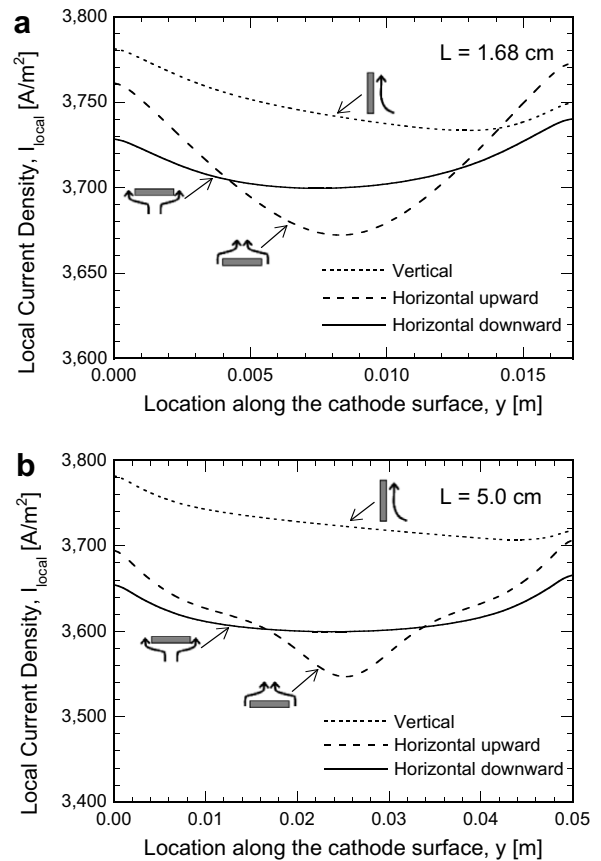 a
L = 1.68 cm
Local Current Density, I_local [A/m²]
3,800
3,750
3,700
3,650
3,600
Vertical
Horizontal upward
Horizontal downward
0.000 0.005 0.010 0.015
Location along the cathode surface, y [m]
b
L = 5.0 cm
Local Current Density, I_local [A/m²]
3,800
3,700
3,600
3,500
3,400
Vertical
Horizontal upward
Horizontal downward
0.00 0.01 0.02 0.03 0.04 0.05
Location along the cathode surface, y [m]